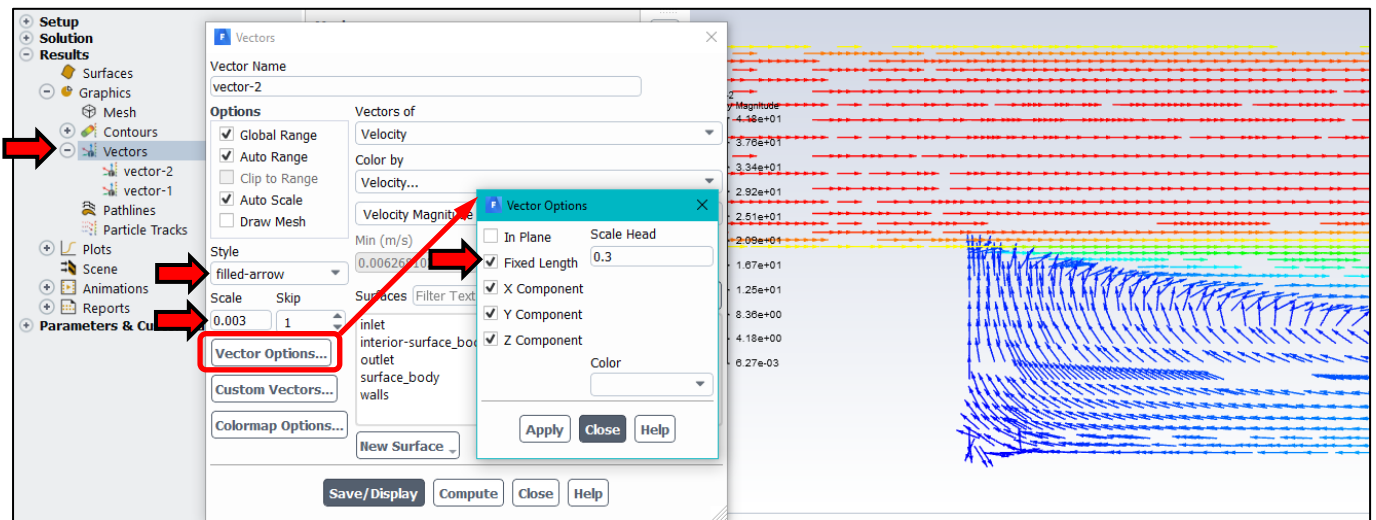 Setup
Solution
Results
Surfaces
Graphics
Mesh
Contours
Vectors
vector-2
vector-1
Pathlines
Particle Tracks
Plots
Scene
Animations
Reports
Parameters & Cu
Vectors
Vector Name
vector-2
Options
Global Range
Auto Range
Clip to Range
Auto Scale
Draw Mesh
Style
filled-arrow
Scale Skip
0.003 1
Vector Options...
Custom Vectors...
Colormap Options...
Vectors of
Velocity
Color by
Velocity...
Velocity Magnitude
Min (m/s)
Surfaces Filter Text
inlet
interior-surface_bo
outlet
surface_body
walls
New Surface
Save/Display Compute Close Help
Vector Options
In Plane Scale Head
Fixed Length 0.3
X Component
Y Component
Z Component
Color
Apply Close Help
Magnitude
4.18e+01
3.76e+01
3.34e+01
2.92e+01
2.51e+01
2.09e+01
1.67e+01
1.25e+01
8.36e+00
4.18e+00
6.27e-03